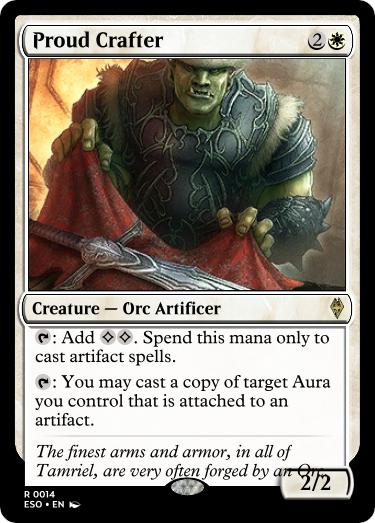 Proud Crafter 2
: Add . Spend this mana only to
cast artifact spells.
: You may cast a copy of target Aura
you control that is attached to an
artifact.
The finest arms and armor, in all of
Tamriel, are very often forged by an Orc.
Creature — Orc Artificer
2/2
R 0014
ESO • EN